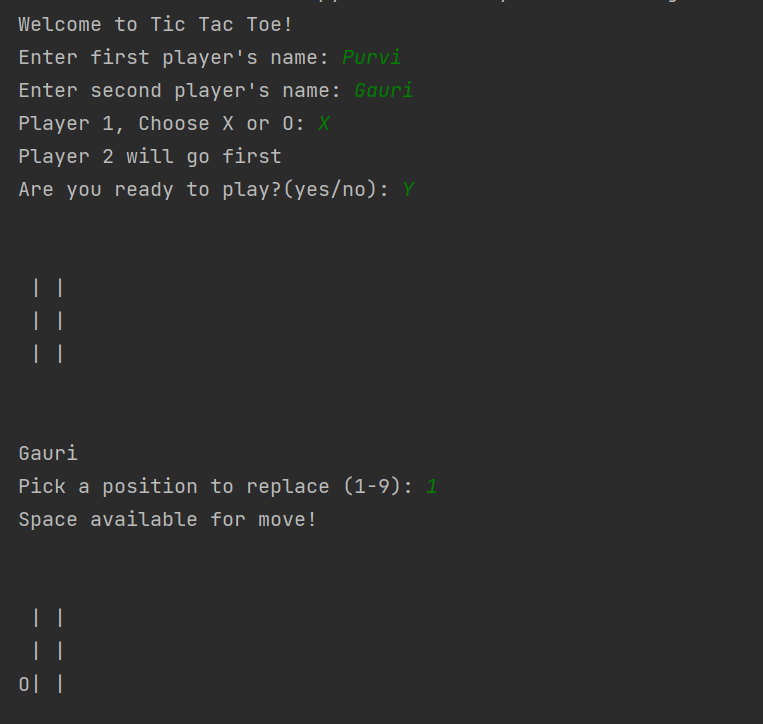 Welcome to Tic Tac Toe!
Enter first player's name: Purvi
Enter second player's name: Gauri
Player 1, Choose X or O: X
Player 2 will go first
Are you ready to play?(yes/no): Y
 | |
 | |
 | |
Gauri
Pick a position to replace (1-9): 1
Space available for move!
 | |
 | |
O| |